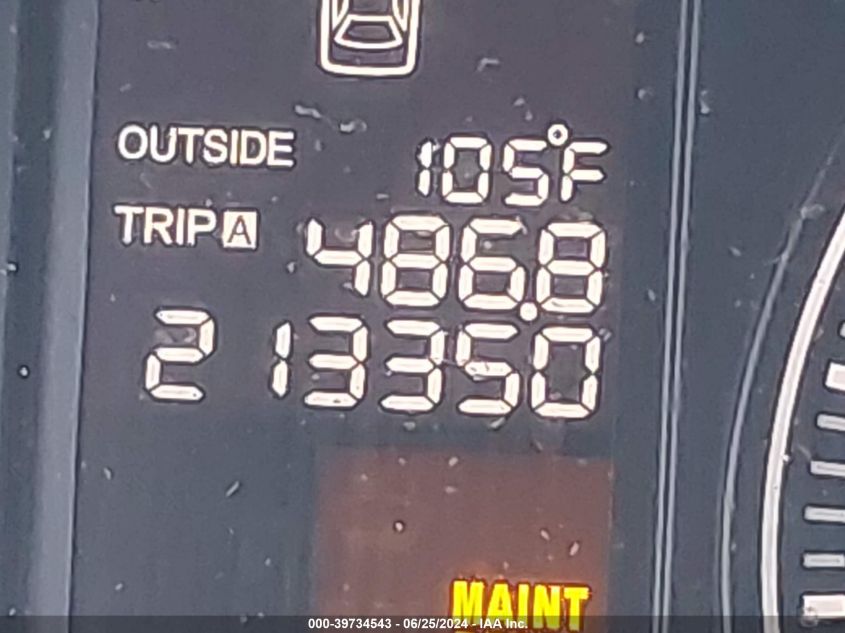 OUTSIDE 105°F
TRIP A 486.8
213350
MAINT
000-39734543 - 06/25/2024 - IAA Inc.